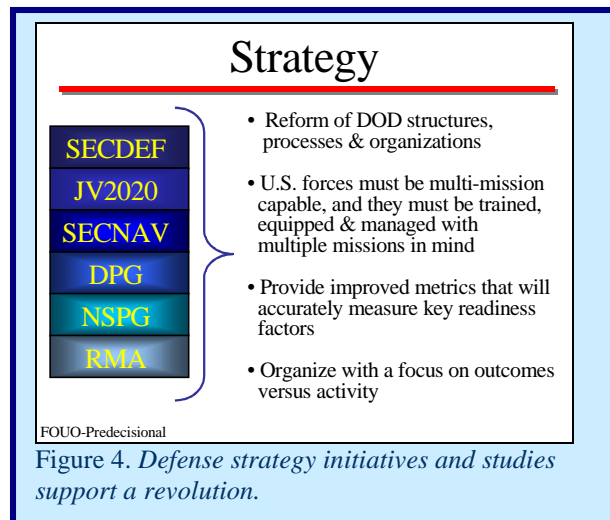 Strategy
SECDEF
JV2020
SECNAV
DPG
NSPG
RMA
• Reform of DOD structures,
processes & organizations
• U.S. forces must be multi-mission
capable, and they must be trained,
equipped & managed with
multiple missions in mind
• Provide improved metrics that will
accurately measure key readiness
factors
• Organize with a focus on outcomes
versus activity
FOUO-Predecisional
Figure 4. Defense strategy initiatives and studies
support a revolution.